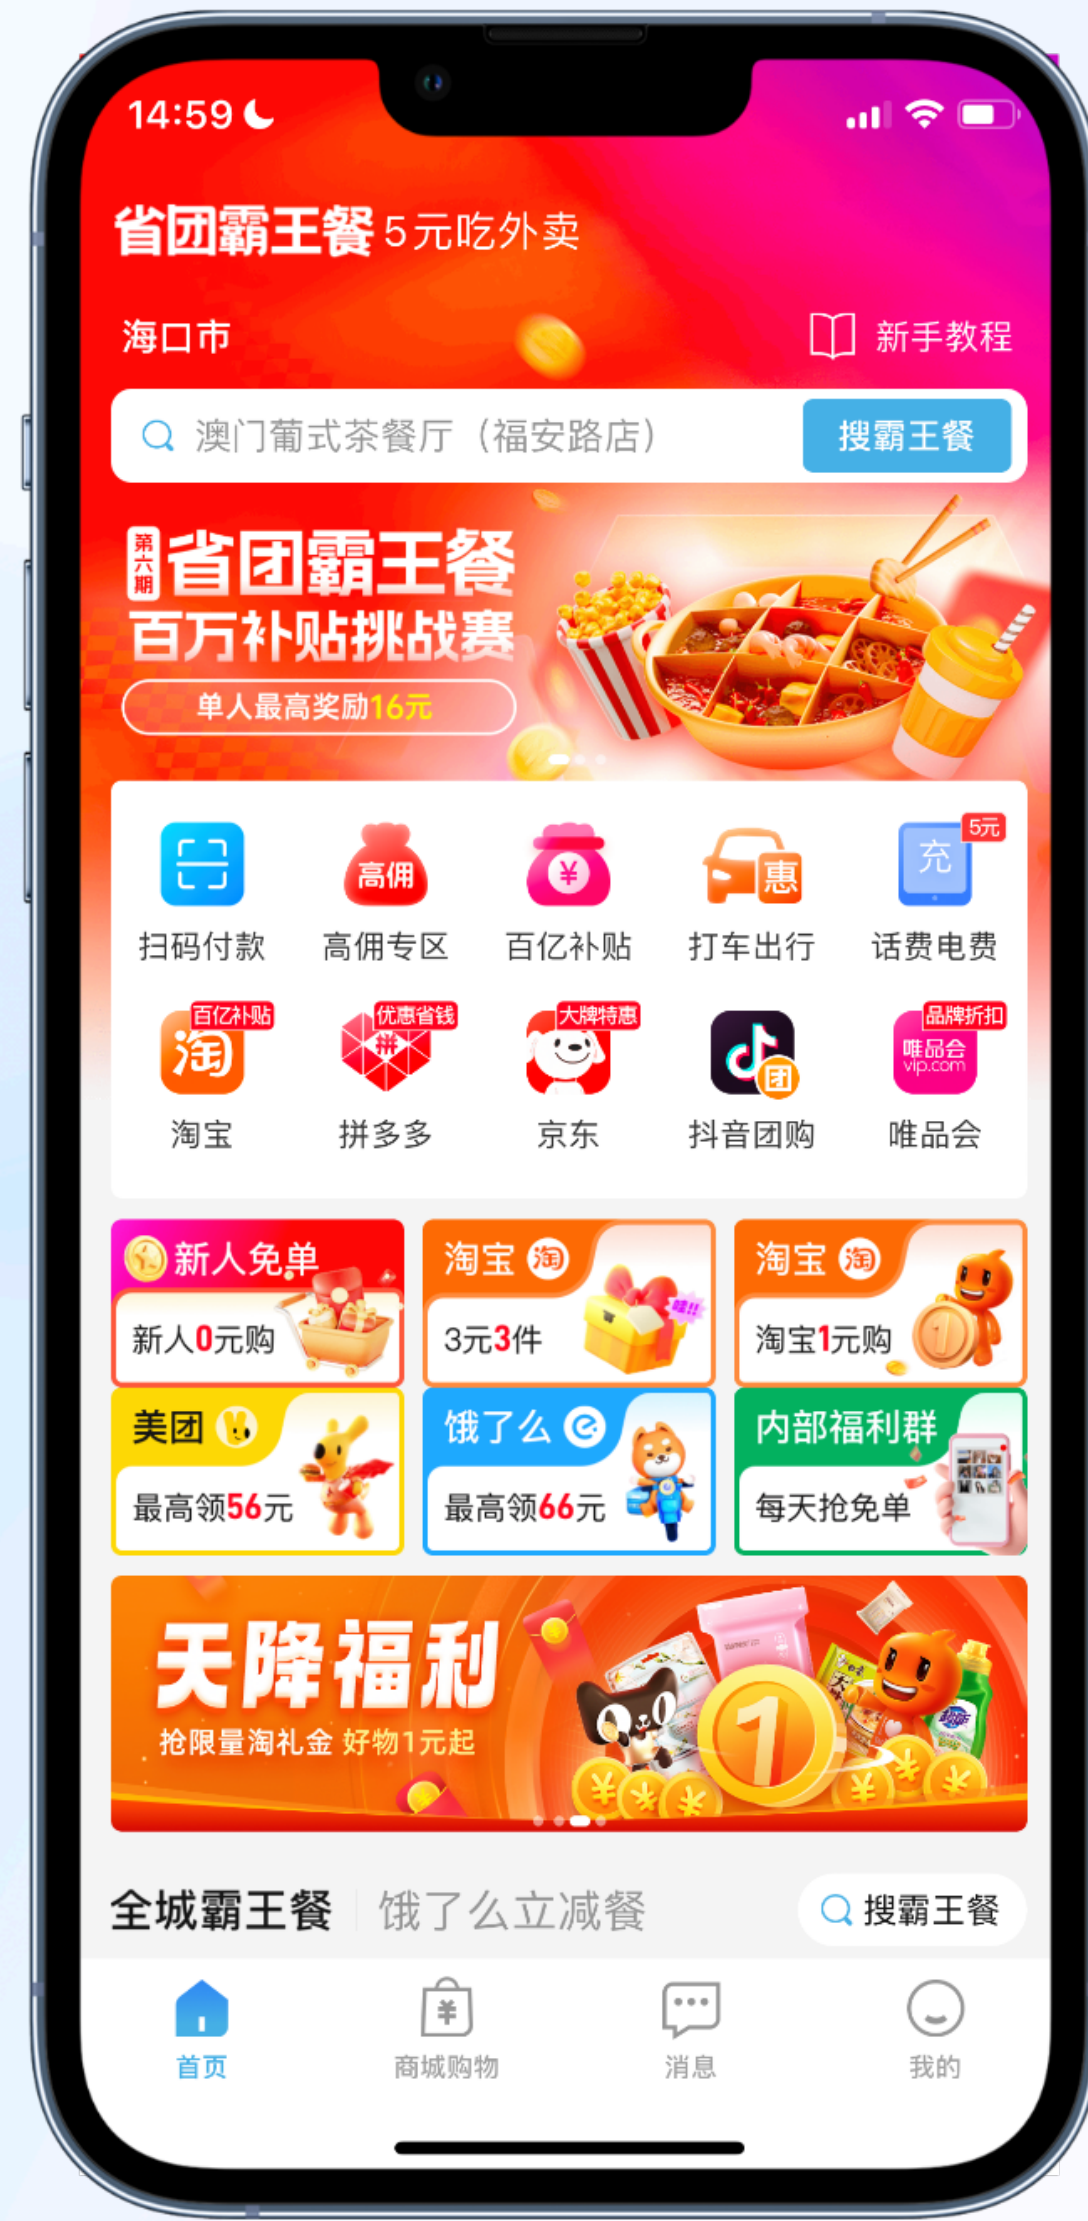 14:59
省团霸王餐 5元吃外卖
海口市 新手教程
澳门葡式茶餐厅（福安路店） 搜霸王餐
第六期 省团霸王餐
百万补贴挑战赛
单人最高奖励16元
高佣 ¥ 惠 充 5元
扫码付款 高佣专区 百亿补贴 打车出行 话费电费
淘 百亿补贴 拼 优惠省钱 大牌特惠 团 唯品会 vip.com 品牌折扣
淘宝 拼多多 京东 抖音团购 唯品会
新人免单 淘宝 淘 淘宝 淘
新人0元购 3元3件 哇!! 淘宝1元购 1
美团 饿了么 内部福利群
最高领56元 最高领66元 每天抢免单
天降福利
抢限量淘礼金 好物1元起
1
¥ ¥ ¥ ¥ ¥ ¥
全城霸王餐 饿了么立减餐 搜霸王餐
¥
首页 商城购物 消息 我的